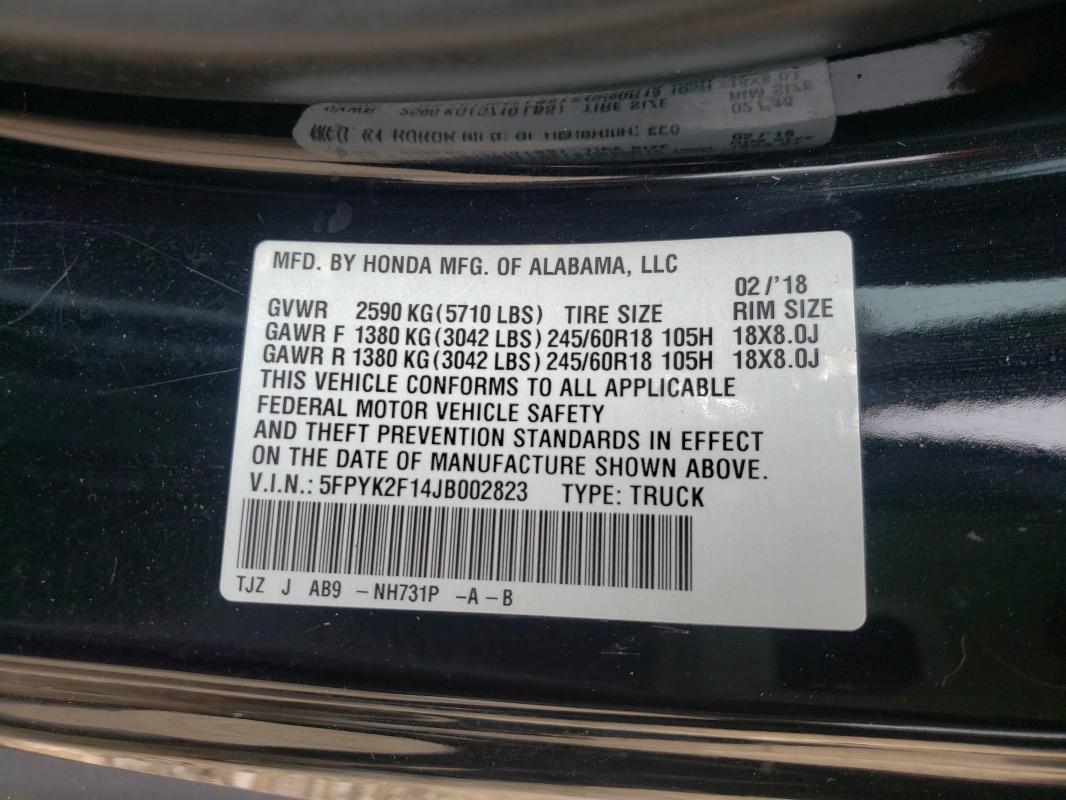 MFD. BY HONDA MFG. OF ALABAMA, LLC
02/'18
GVWR 2590 KG(5710 LBS) TIRE SIZE RIM SIZE
GAWR F 1380 KG(3042 LBS) 245/60R18 105H 18X8.0J
GAWR R 1380 KG(3042 LBS) 245/60R18 105H 18X8.0J
THIS VEHICLE CONFORMS TO ALL APPLICABLE
FEDERAL MOTOR VEHICLE SAFETY
AND THEFT PREVENTION STANDARDS IN EFFECT
ON THE DATE OF MANUFACTURE SHOWN ABOVE.
V.I.N.: 5FPYK2F14JB002823 TYPE: TRUCK
TJZ J AB9 -NH731P -A-B